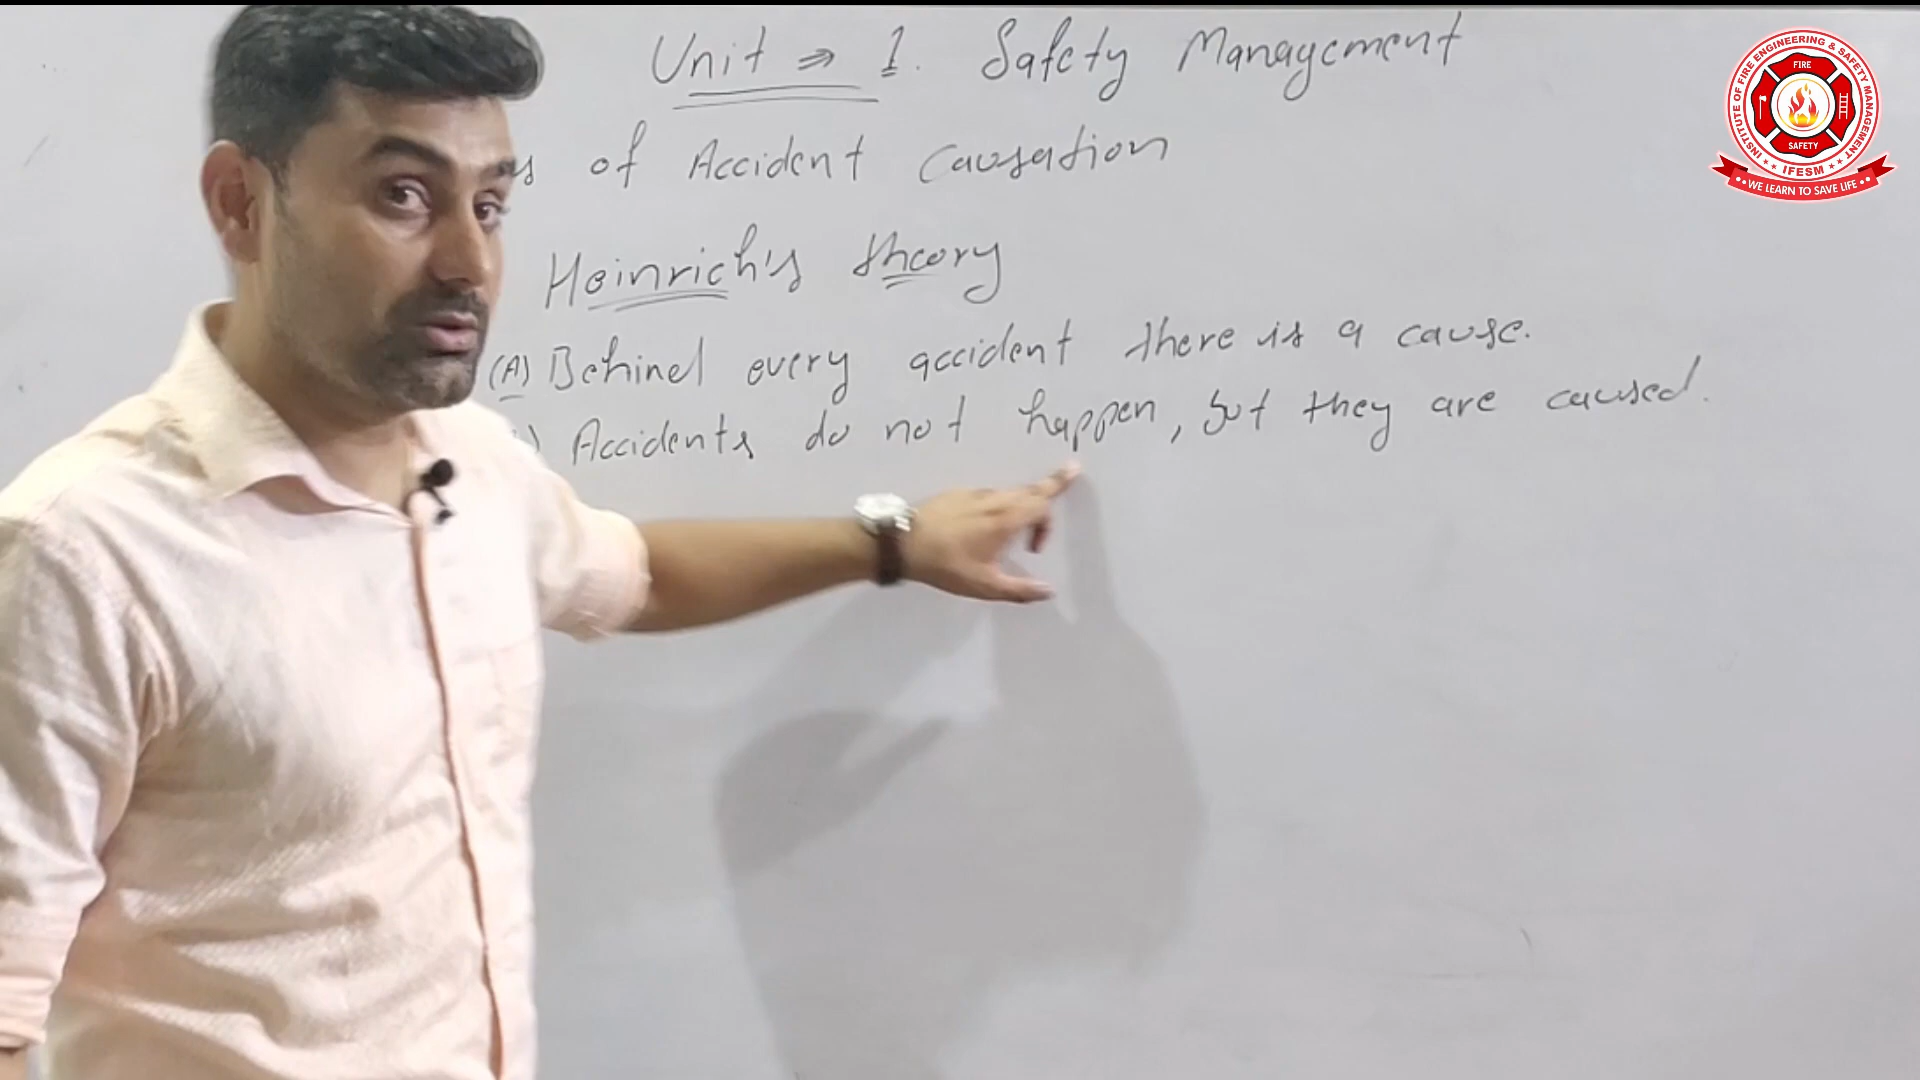 Unit ⇒ 1. Safety Management
of Accident Causation
Heinrich's theory
(A) Behind every accident there is a cause.
Accidents do not happen, but they are caused.
INSTITUTE OF FIRE ENGINEERING & SAFETY MANAGEMENT
FIRE
SAFETY
IFESM
WE LEARN TO SAVE LIFE